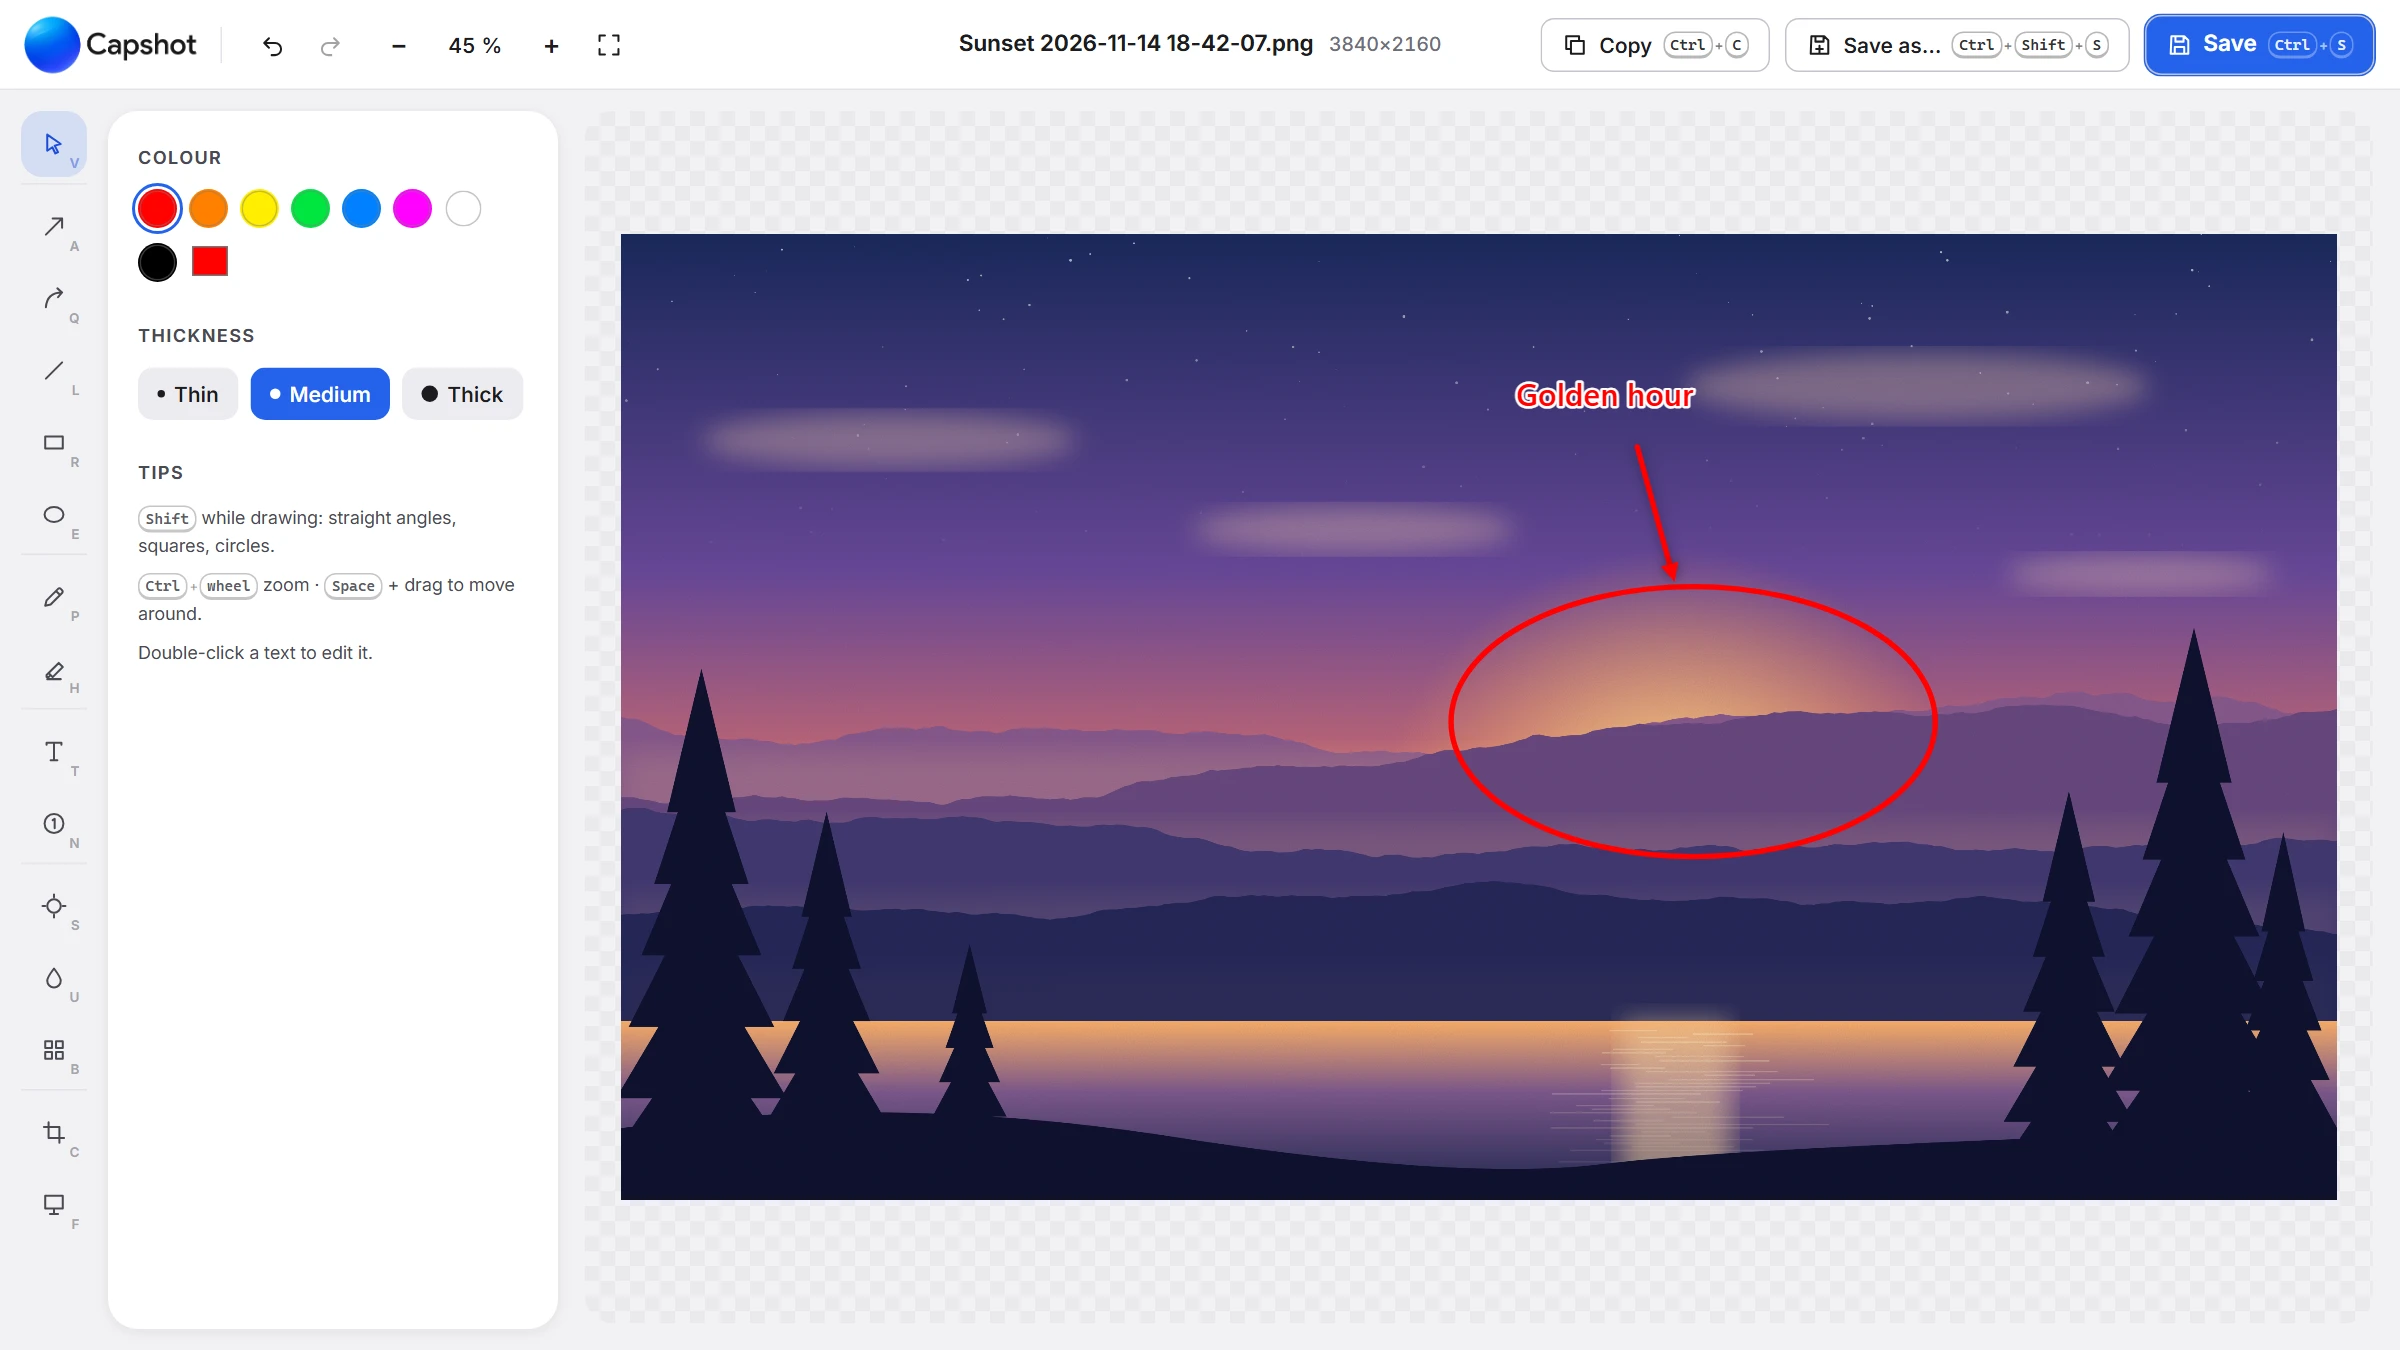 Capshot
45 %
Sunset 2026-11-14 18-42-07.png 3840×2160
Copy Ctrl + C
Save as... Ctrl + Shift + S
Save Ctrl + S
V
A
Q
L
R
E
P
H
T
1 N
S
U
B
C
F
COLOUR
THICKNESS
Thin Medium Thick
TIPS
Shift while drawing: straight angles,
squares, circles.
Ctrl + wheel zoom · Space + drag to move
around.
Double-click a text to edit it.
Golden hour